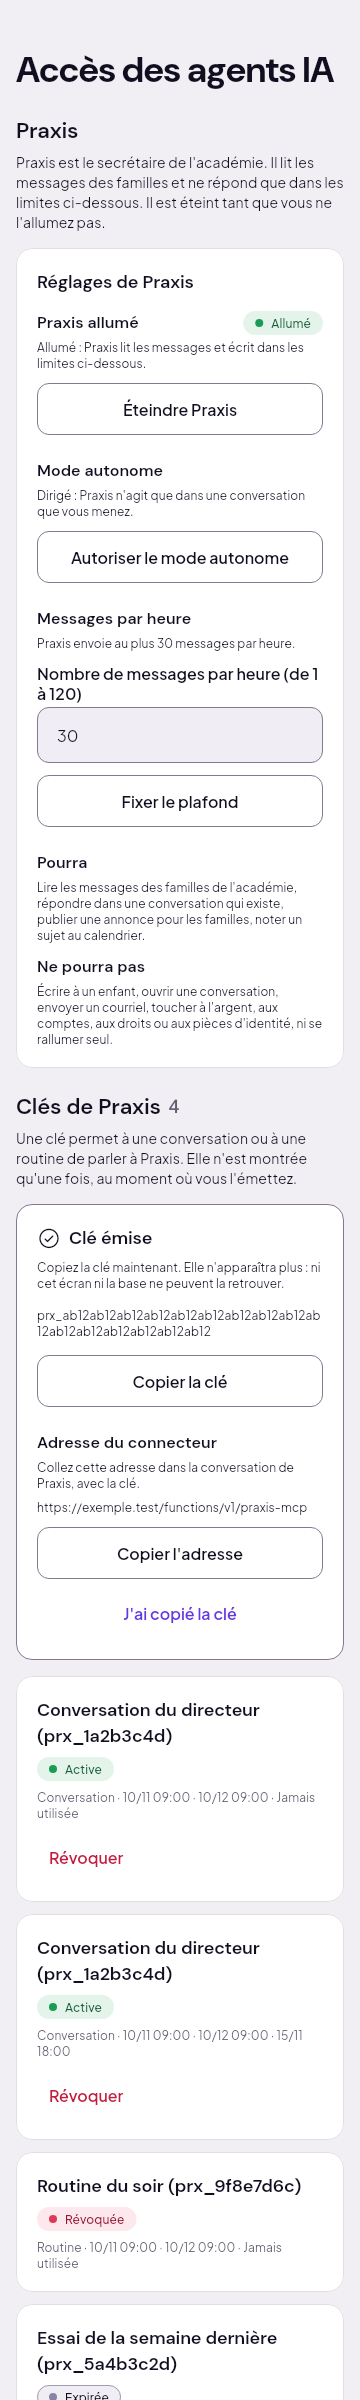 Accès des agents IA
Praxis
Praxis est le secrétaire de l'académie. Il lit les
messages des familles et ne répond que dans les
limites ci-dessous. Il est éteint tant que vous ne
l'allumez pas.
Réglages de Praxis
Praxis allumé
Allumé
Allumé : Praxis lit les messages et écrit dans les
limites ci-dessous.
Éteindre Praxis
Mode autonome
Dirigé : Praxis n'agit que dans une conversation
que vous menez.
Autoriser le mode autonome
Messages par heure
Praxis envoie au plus 30 messages par heure.
Nombre de messages par heure (de 1
à 120)
30
Fixer le plafond
Pourra
Lire les messages des familles de l'académie,
répondre dans une conversation qui existe,
publier une annonce pour les familles, noter un
sujet au calendrier.
Ne pourra pas
Écrire à un enfant, ouvrir une conversation,
envoyer un courriel, toucher à l'argent, aux
comptes, aux droits ou aux pièces d'identité, ni se
rallumer seul.
Clés de Praxis 4
Une clé permet à une conversation ou à une
routine de parler à Praxis. Elle n'est montrée
qu'une fois, au moment où vous l'émettez.
Clé émise
Copiez la clé maintenant. Elle n'apparaîtra plus : ni
cet écran ni la base ne peuvent la retrouver.
prx_ab12ab12ab12ab12ab12ab12ab12ab12ab12ab
12ab12ab12ab12ab12ab12ab12
Copier la clé
Adresse du connecteur
Collez cette adresse dans la conversation de
Praxis, avec la clé.
https://exemple.test/functions/v1/praxis-mcp
Copier l'adresse
J'ai copié la clé
Conversation du directeur
(prx_1a2b3c4d)
Active
Conversation · 10/11 09:00 · 10/12 09:00 · Jamais
utilisée
Révoquer
Conversation du directeur
(prx_1a2b3c4d)
Active
Conversation · 10/11 09:00 · 10/12 09:00 · 15/11
18:00
Révoquer
Routine du soir (prx_9f8e7d6c)
Révoquée
Routine · 10/11 09:00 · 10/12 09:00 · Jamais
utilisée
Essai de la semaine dernière
(prx_5a4b3c2d)
Expirée